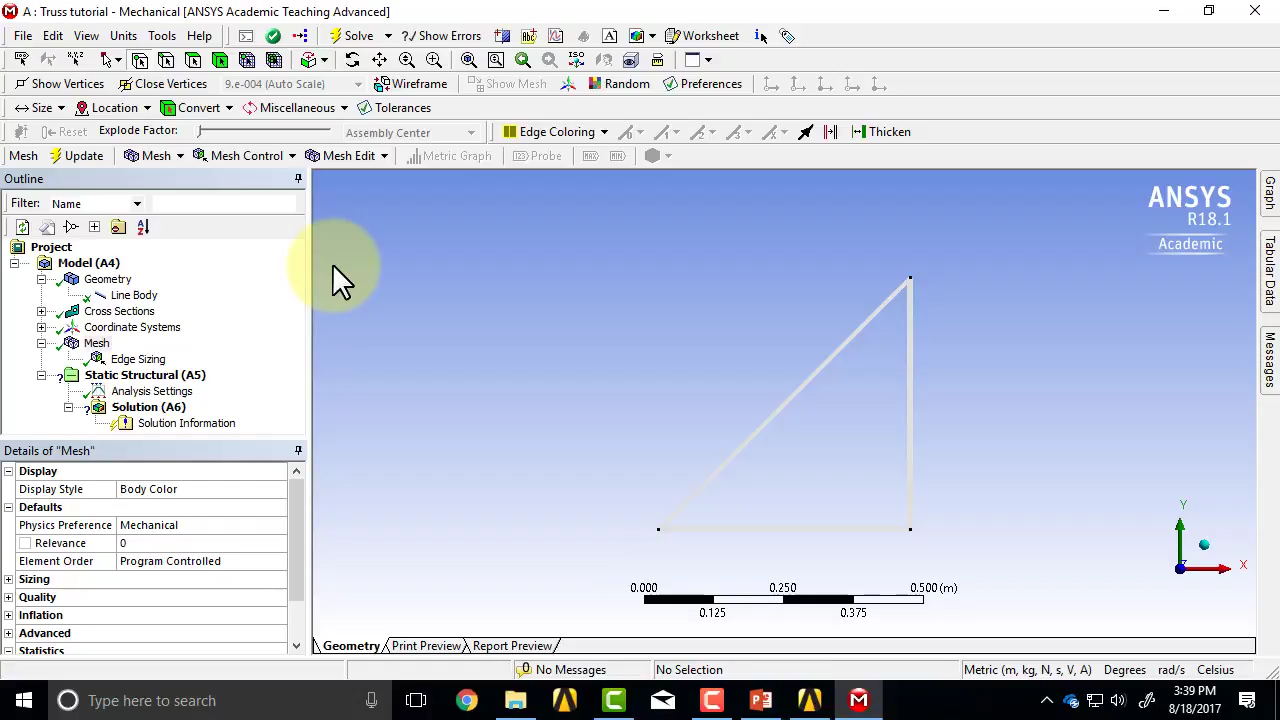 A : Truss tutorial - Mechanical [ANSYS Academic Teaching Advanced]
File Edit View Units Tools Help Solve Show Errors A Worksheet
Show Vertices Close Vertices 9.e-004 (Auto Scale) Wireframe Show Mesh Random Preferences
Size Location Convert Miscellaneous Tolerances
Reset Explode Factor: Assembly Center Edge Coloring Thicken
Mesh Update Mesh Mesh Control Mesh Edit Metric Graph Probe MAX MIN
Outline
Filter: Name
Project
Model (A4)
Geometry
Line Body
Cross Sections
Coordinate Systems
Mesh
Edge Sizing
Static Structural (A5)
Analysis Settings
Solution (A6)
Solution Information
Details of "Mesh"
Display
Display Style Body Color
Defaults
Physics Preference Mechanical
Relevance 0
Element Order Program Controlled
Sizing
Quality
Inflation
Advanced
Statistics
ANSYS
R18.1
Academic
Y
X
0.000 0.250 0.500 (m)
0.125 0.375
Geometry Print Preview Report Preview
Graph
Tabular Data
Messages
0 No Messages No Selection Metric (m, kg, N, s, V, A) Degrees rad/s Celsius
Type here to search
3:39 PM
8/18/2017